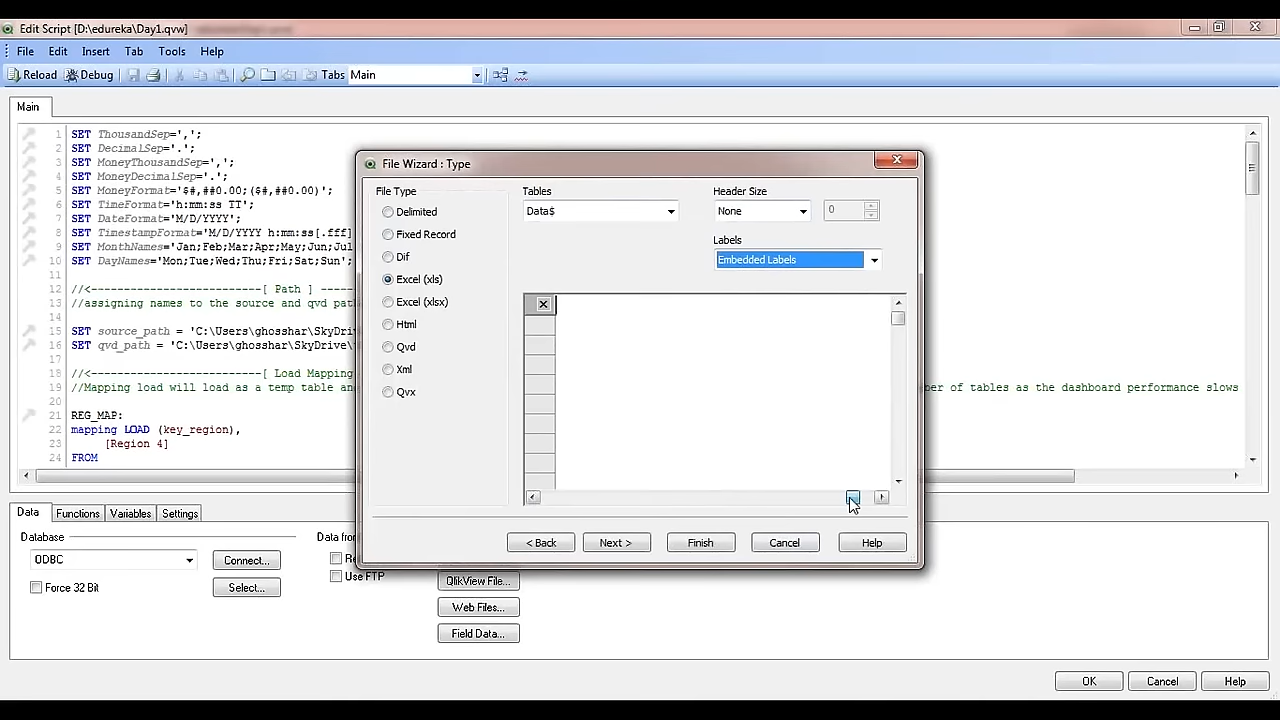 Edit Script [D:\edureka\Day1.qvw]
File Edit Insert Tab Tools Help
Reload Debug Tabs Main
Main
1 SET ThousandSep=',';
2 SET DecimalSep='.';
3 SET MoneyThousandSep=',';
4 SET MoneyDecimalSep='.';
5 SET MoneyFormat='$#,##0.00;($#,##0.00)';
6 SET TimeFormat='h:mm:ss TT';
7 SET DateFormat='M/D/YYYY';
8 SET TimestampFormat='M/D/YYYY h:mm:ss[.fff]
9 SET MonthNames='Jan;Feb;Mar;Apr;May;Jun;Jul
10 SET DayNames='Mon;Tue;Wed;Thu;Fri;Sat;Sun';
11
12 //<------------------------[ Path ] -----
13 //assigning names to the source and qvd pat
14
15 SET source_path = 'C:\Users\ghosshar\SkyDri
16 SET qvd_path = 'C:\Users\ghosshar\SkyDrive\
17
18 //<------------------------[ Load Mapping
19 //Mapping load will load as a temp table an
er of tables as the dashboard performance slows
20
21 REG_MAP:
22 mapping LOAD (key_region),
23 [Region 4]
24 FROM
File Wizard : Type
File Type
Delimited
Fixed Record
Dif
Excel (xls)
Excel (xlsx)
Html
Qvd
Xml
Qvx
Tables
Data$
Header Size
None 0
Labels
Embedded Labels
< Back Next > Finish Cancel Help
Data Functions Variables Settings
Database
ODBC
Connect...
Force 32 Bit
Select...
Data from
Re
Use FTP
QlikView File...
Web Files...
Field Data...
OK Cancel Help